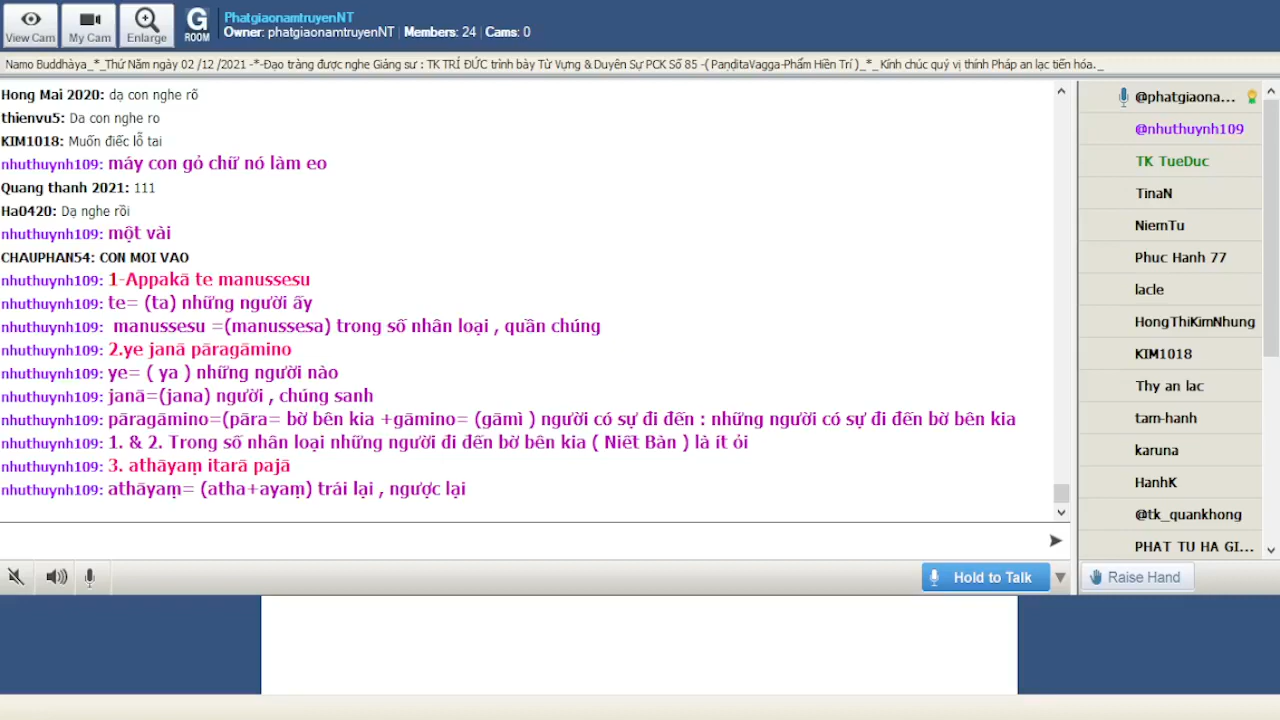 View Cam
My Cam
Enlarge
G
ROOM
PhatgiaonamtruyenNT
Owner: phatgiaonamtruyenNT | Members: 24 | Cams: 0
Namo Buddhàya_*_Thứ Năm ngày 02 /12 /2021 -*-Đạo tràng được nghe Giảng sư : TK TRÍ ĐỨC trình bày Từ Vựng & Duyên Sự PCK Số 85 -( PaṇḍitaVagga-Phẩm Hiền Trí )_*_ Kính chúc quý vị thính Pháp an lạc tiến hóa._
Hong Mai 2020: dạ con nghe rõ
thienvu5: Da con nghe ro
KIM1018: Muốn điếc lỗ tai
nhuthuynh109: máy con gỏ chữ nó làm eo
Quang thanh 2021: 111
Ha0420: Dạ nghe rồi
nhuthuynh109: một vài
CHAUPHAN54: CON MOI VAO
nhuthuynh109: 1-Appakā te manussesu
nhuthuynh109: te= (ta) những người ấy
nhuthuynh109: manussesu =(manussesa) trong số nhân loại , quần chúng
nhuthuynh109: 2.ye janā pāragāmino
nhuthuynh109: ye= ( ya ) những người nào
nhuthuynh109: janā=(jana) người , chúng sanh
nhuthuynh109: pāragāmino=(pāra= bờ bên kia +gāmino= (gāmì ) người có sự đi đến : những người có sự đi đến bờ bên kia
nhuthuynh109: 1. & 2. Trong số nhân loại những người đi đến bờ bên kia ( Niết Bàn ) là ít ỏi
nhuthuynh109: 3. athāyaṃ itarā pajā
nhuthuynh109: athāyaṃ= (atha+ayaṃ) trái lại , ngược lại
@phatgiaona...
@nhuthuynh109
TK TueDuc
TinaN
NiemTu
Phuc Hanh 77
lacle
HongThiKimNhung
KIM1018
Thy an lac
tam-hanh
karuna
HanhK
@tk_quankhong
PHAT TU HA GI...
Hold to Talk
Raise Hand